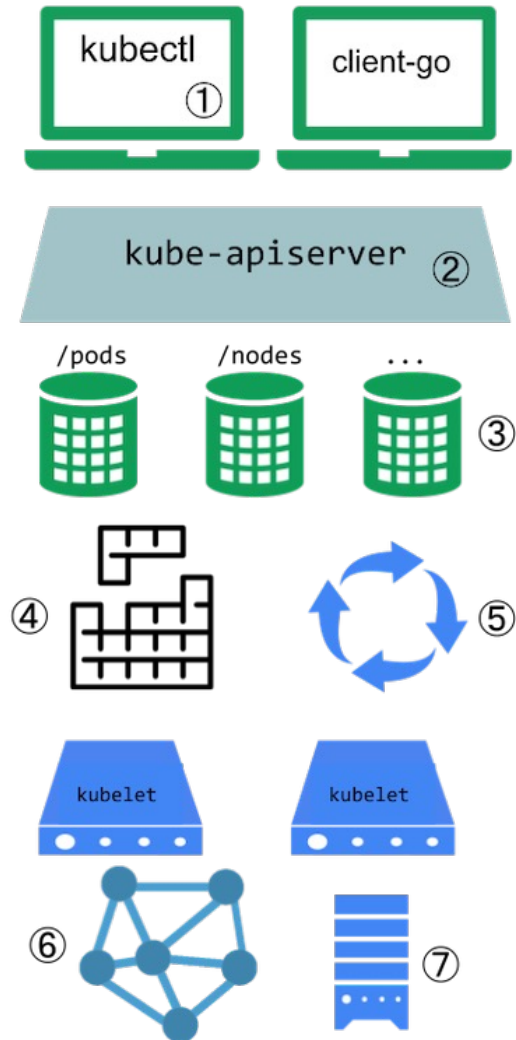 kubectl
①
client-go
kube-apiserver
②
/pods
/nodes
...
③
④
⑤
kubelet
kubelet
⑥
⑦